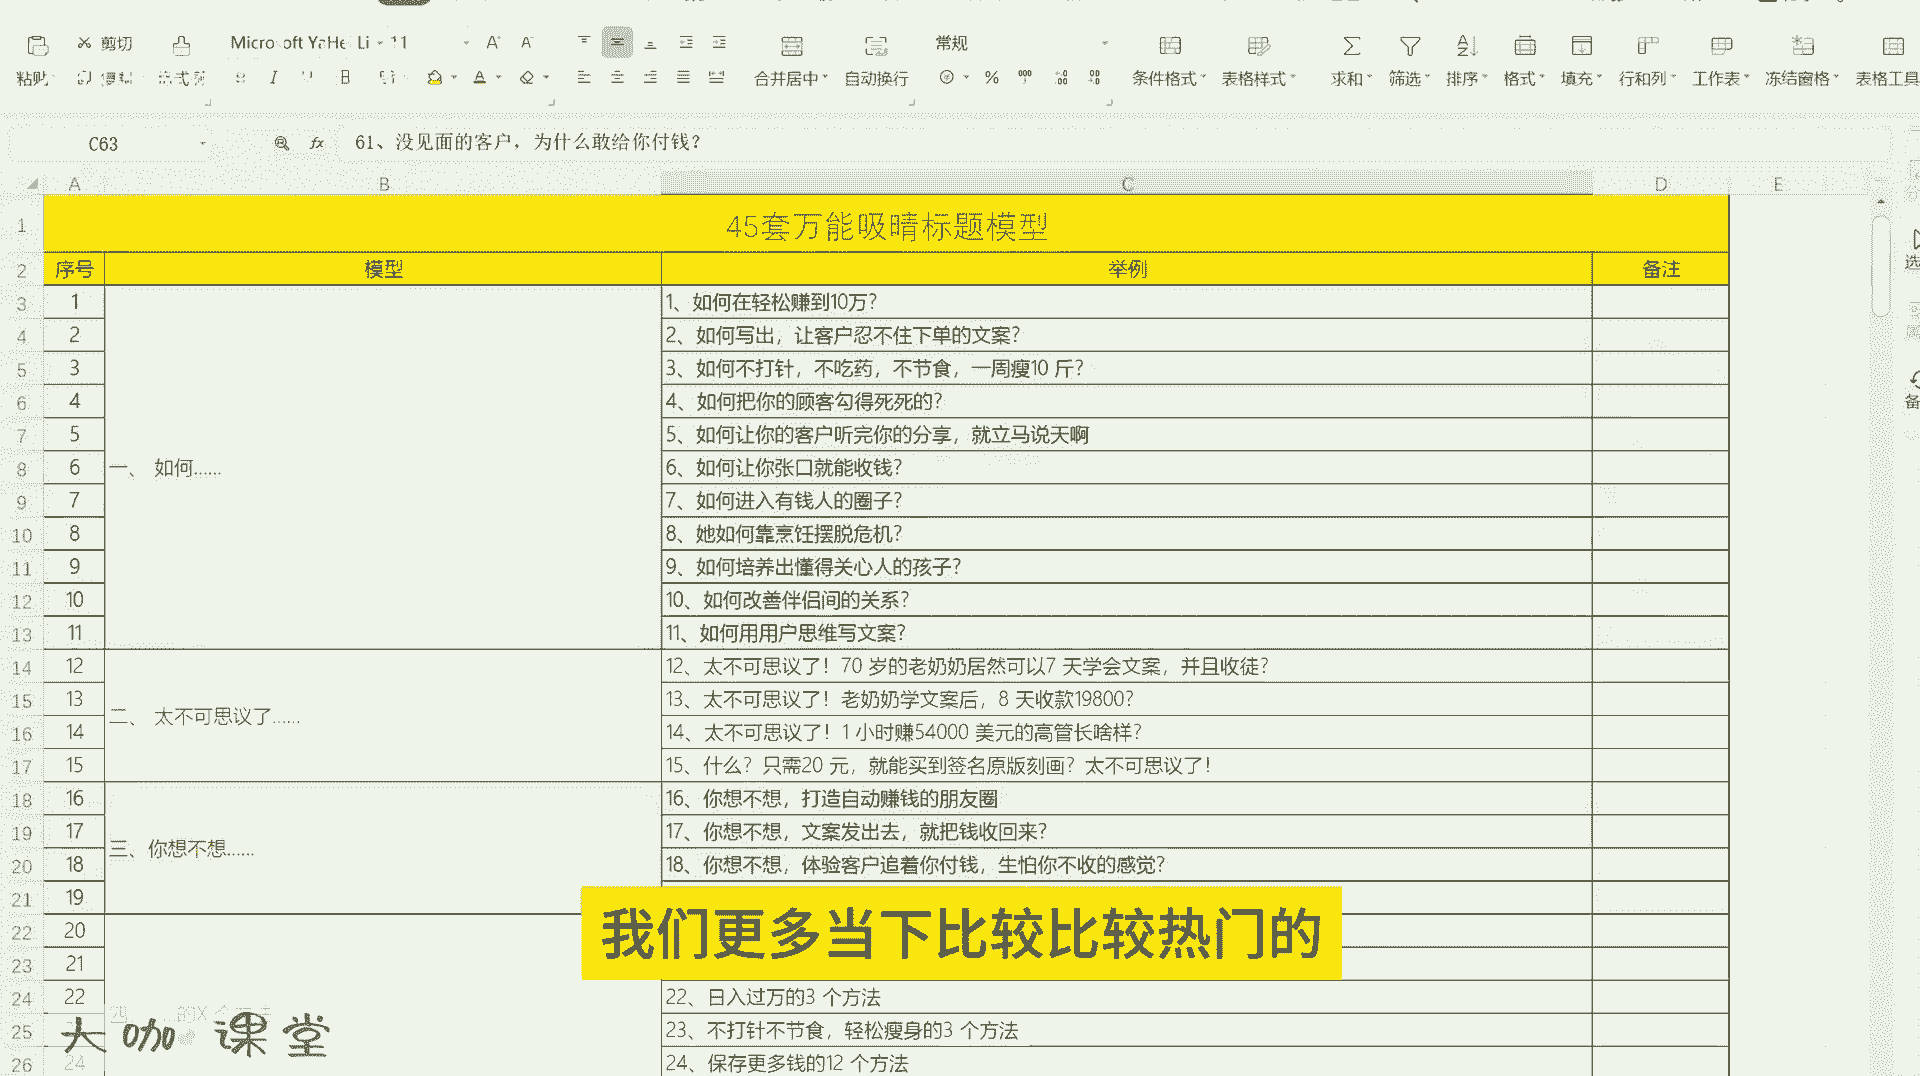 剪切
Microsoft YaHei Li 11
A⁺ A⁻
常规
粘贴
I
B
A
合并居中
自动换行
%
条件格式
表格样式
求和
筛选
排序
格式
填充
行和列
工作表
冻结窗格
表格工具
C63
fx
61、没见面的客户，为什么敢给你付钱？
A B C D E
1 45套万能吸睛标题模型
2 序号 模型 举例 备注
3 1 1、如何在轻松赚到10万？
4 2 2、如何写出，让客户忍不住下单的文案？
5 3 3、如何不打针，不吃药，不节食，一周瘦10 斤？
6 4 4、如何把你的顾客勾得死死的？
7 5 5、如何让你的客户听完你的分享，就立马说天啊
8 6 一、 如何...... 6、如何让你张口就能收钱？
9 7 7、如何进入有钱人的圈子？
10 8 8、她如何靠烹饪摆脱危机？
11 9 9、如何培养出懂得关心人的孩子？
12 10 10、如何改善伴侣间的关系？
13 11 11、如何用用户思维写文案？
14 12 12、太不可思议了！70 岁的老奶奶居然可以7 天学会文案，并且收徒？
15 13 二、 太不可思议了...... 13、太不可思议了！老奶奶学文案后，8 天收款19800？
16 14 14、太不可思议了！1 小时赚54000 美元的高管长啥样？
17 15 15、什么？只需20 元，就能买到签名原版刻画？太不可思议了！
18 16 16、你想不想，打造自动赚钱的朋友圈
19 17 三、你想不想...... 17、你想不想，文案发出去，就把钱收回来？
20 18 18、你想不想，体验客户追着你付钱，生怕你不收的感觉？
21 19
22 20
我们更多当下比较比较热门的
23 21
24 22 22、日入过万的3 个方法
25 23、不打针不节食，轻松瘦身的3 个方法
26 24 24、保存更多钱的12 个方法
大咖课堂